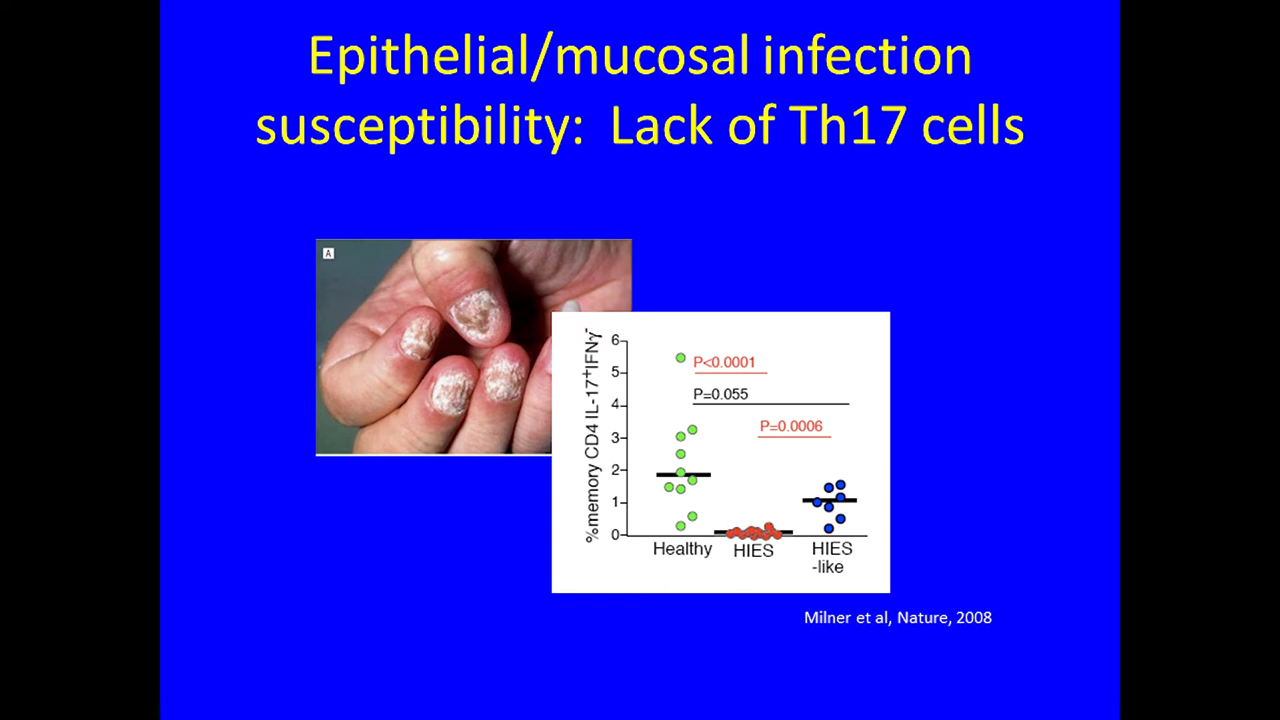 Epithelial/mucosal infection
susceptibility:  Lack of Th17 cells
A
%memory CD4 IL-17⁺IFNγ⁻
6
5
4
3
2
1
0
P<0.0001
P=0.055
P=0.0006
Healthy
HIES
HIES
-like
Milner et al, Nature, 2008